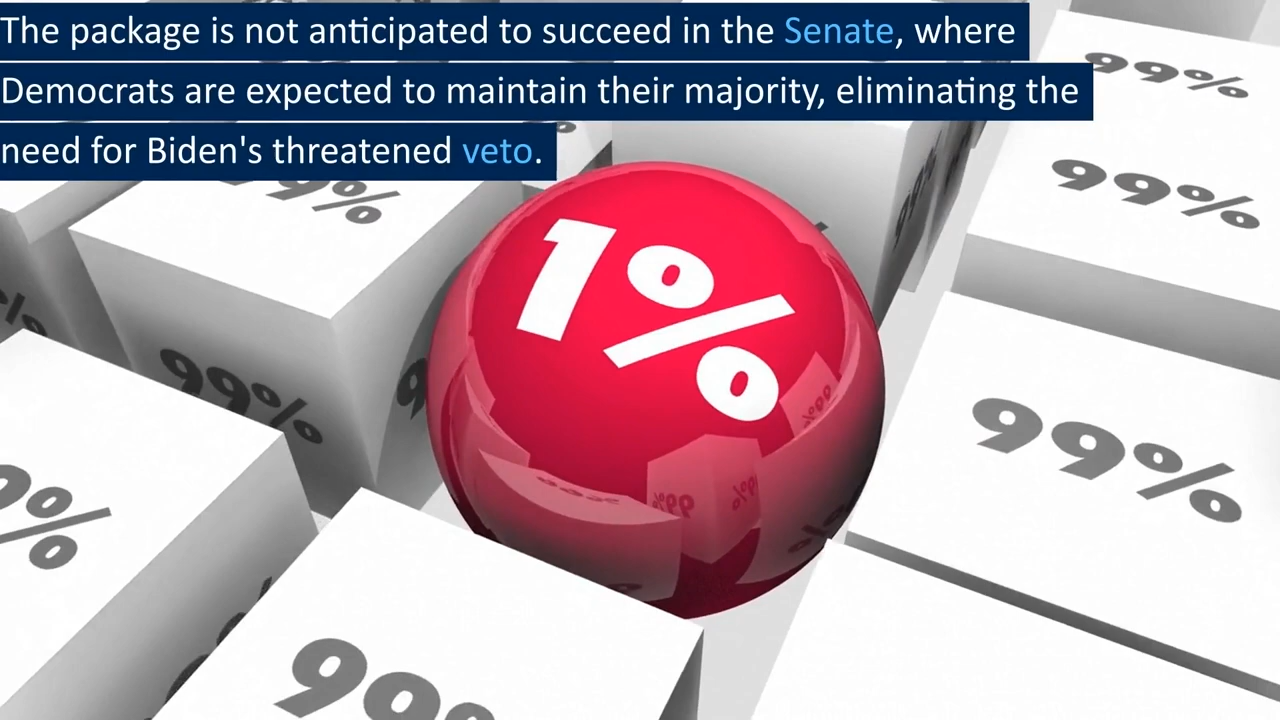 The package is not anticipated to succeed in the Senate, where
Democrats are expected to maintain their majority, eliminating the
need for Biden's threatened veto.
99%
99%
99%
1%
99%
99%
99%